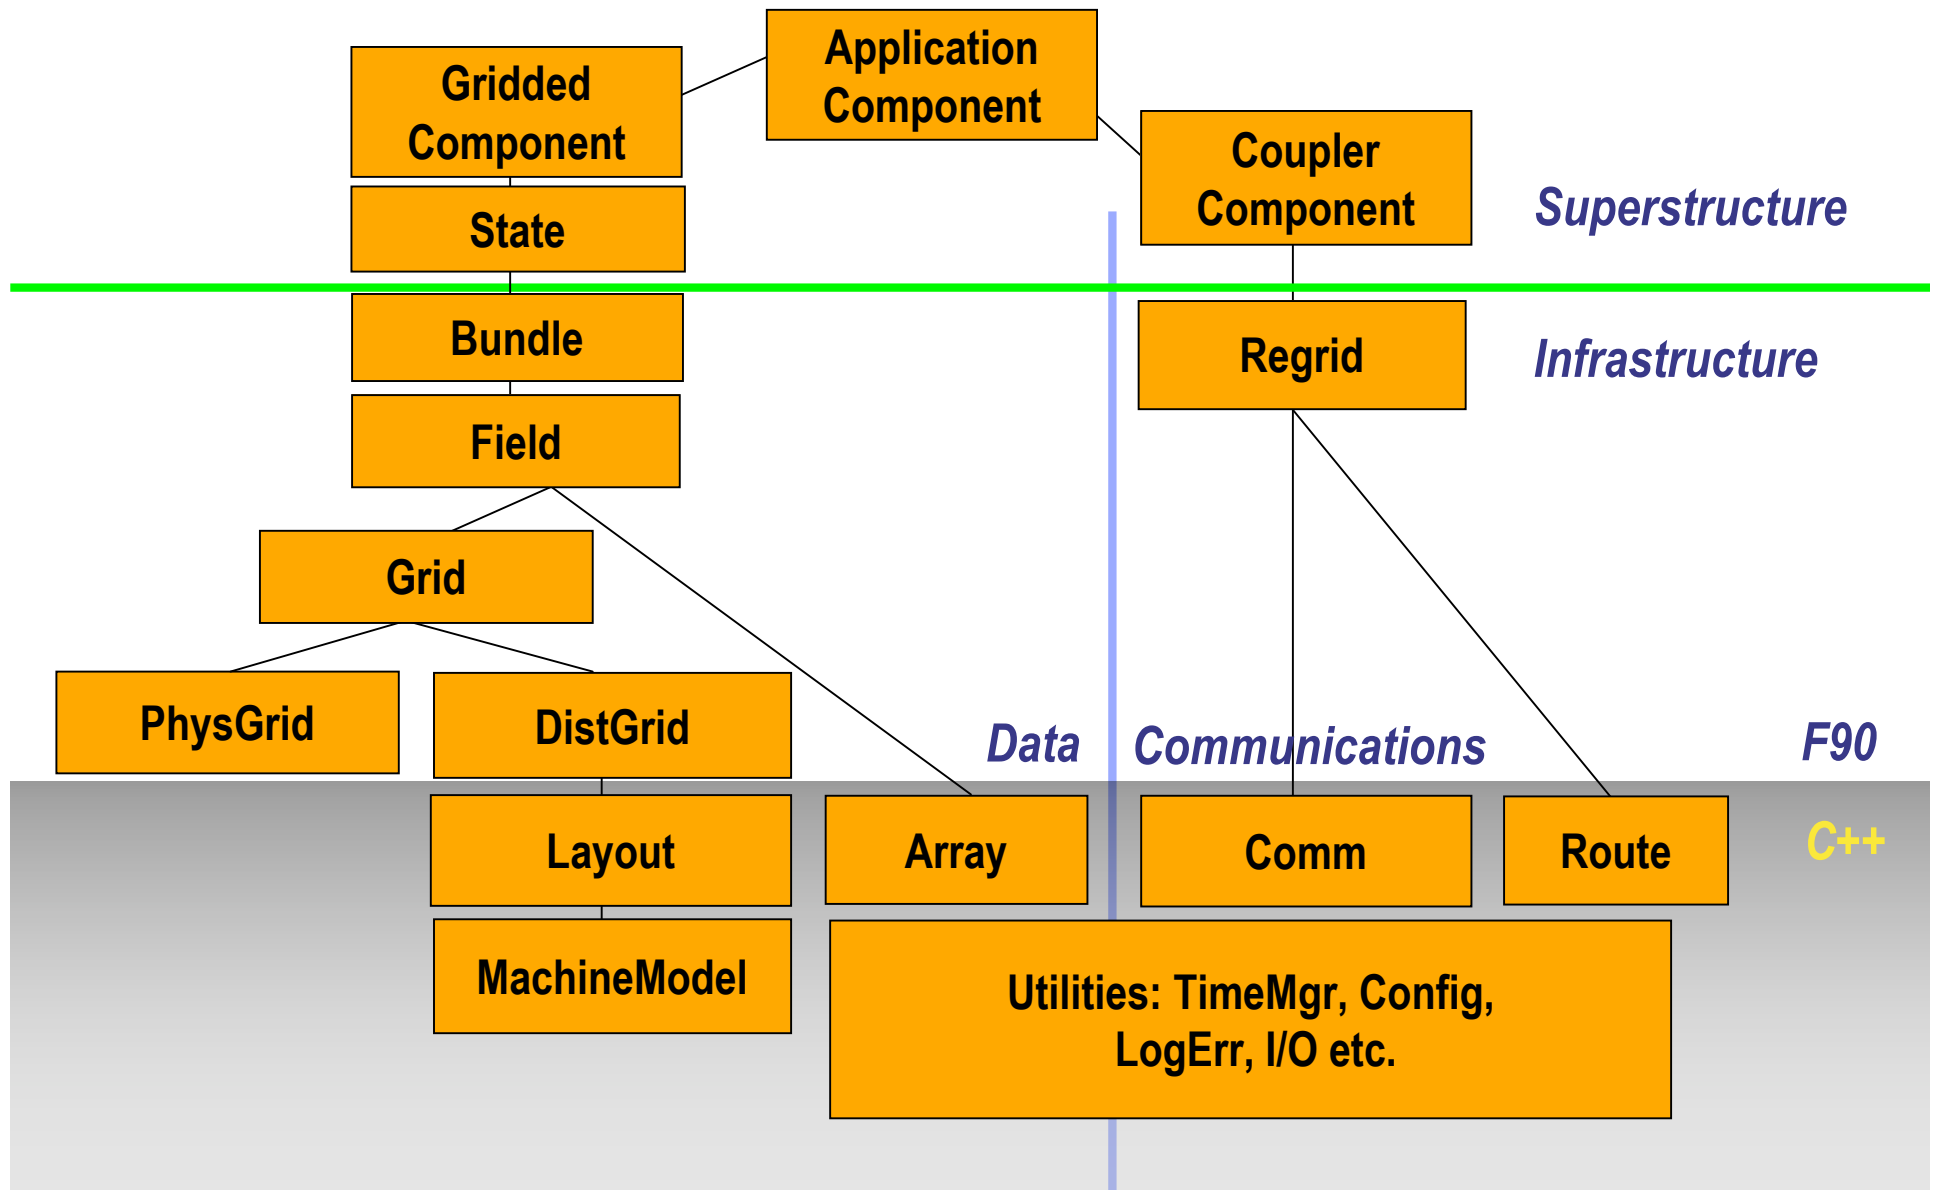 Application
Component
Gridded
Component
Coupler
Component
State
Superstructure
Bundle
Regrid
Infrastructure
Field
Grid
PhysGrid
DistGrid
Data
Communications
F90
Layout
Array
Comm
Route
C++
MachineModel
Utilities: TimeMgr, Config,
LogErr, I/O etc.